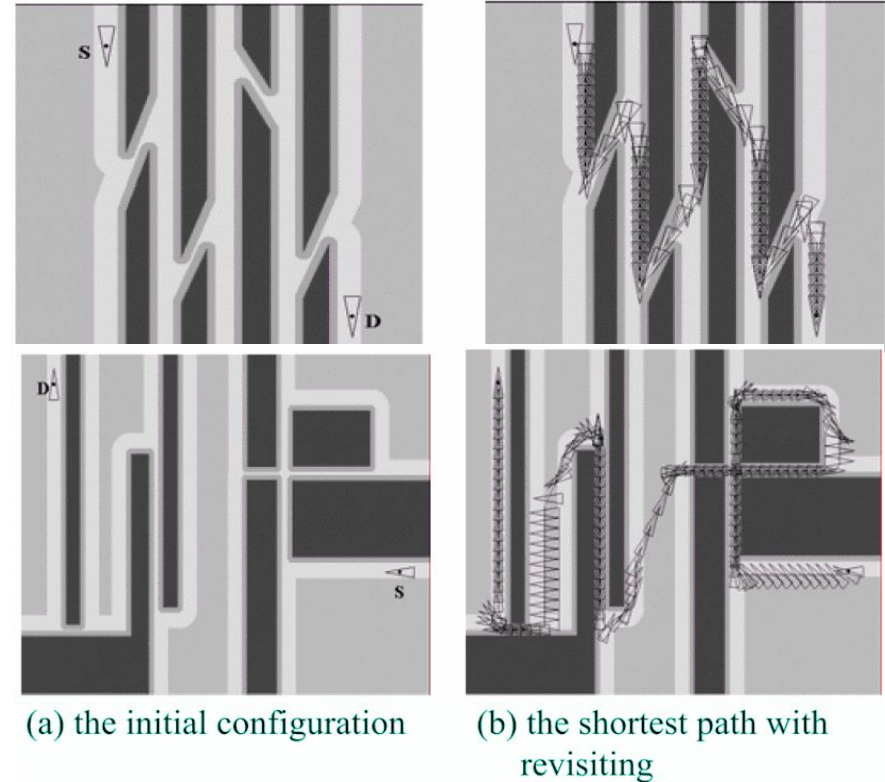 S
D
D
S
(a) the initial configuration
(b) the shortest path with
revisiting